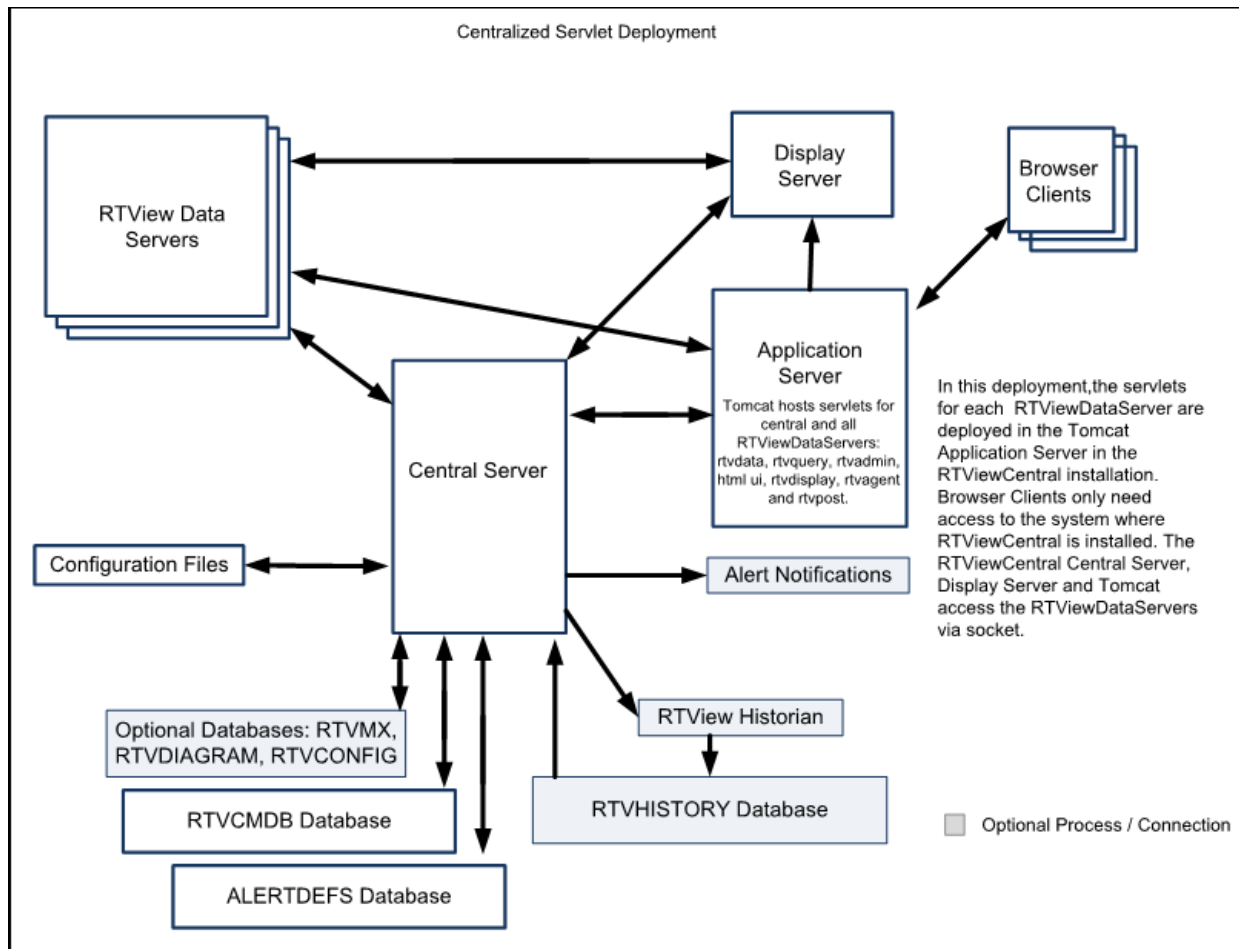 Centralized Servlet Deployment
RTView Data
Servers
Display
Server
Browser
Clients
Application
Server
Tomcat hosts servlets for
central and all
RTViewDataServers:
rtvdata, rtvquery, rtvadmin,
html ui, rtvdisplay, rtvagent
and rtvpost.
In this deployment,the servlets
for each RTViewDataServer are
deployed in the Tomcat
Application Server in the
RTViewCentral installation.
Browser Clients only need
access to the system where
RTViewCentral is installed. The
RTViewCentral Central Server,
Display Server and Tomcat
access the RTViewDataServers
via socket.
Central Server
Configuration Files
Alert Notifications
Optional Databases: RTVMX,
RTVDIAGRAM, RTVCONFIG
RTView Historian
RTVCMDB Database
RTVHISTORY Database
ALERTDEFS Database
Optional Process / Connection